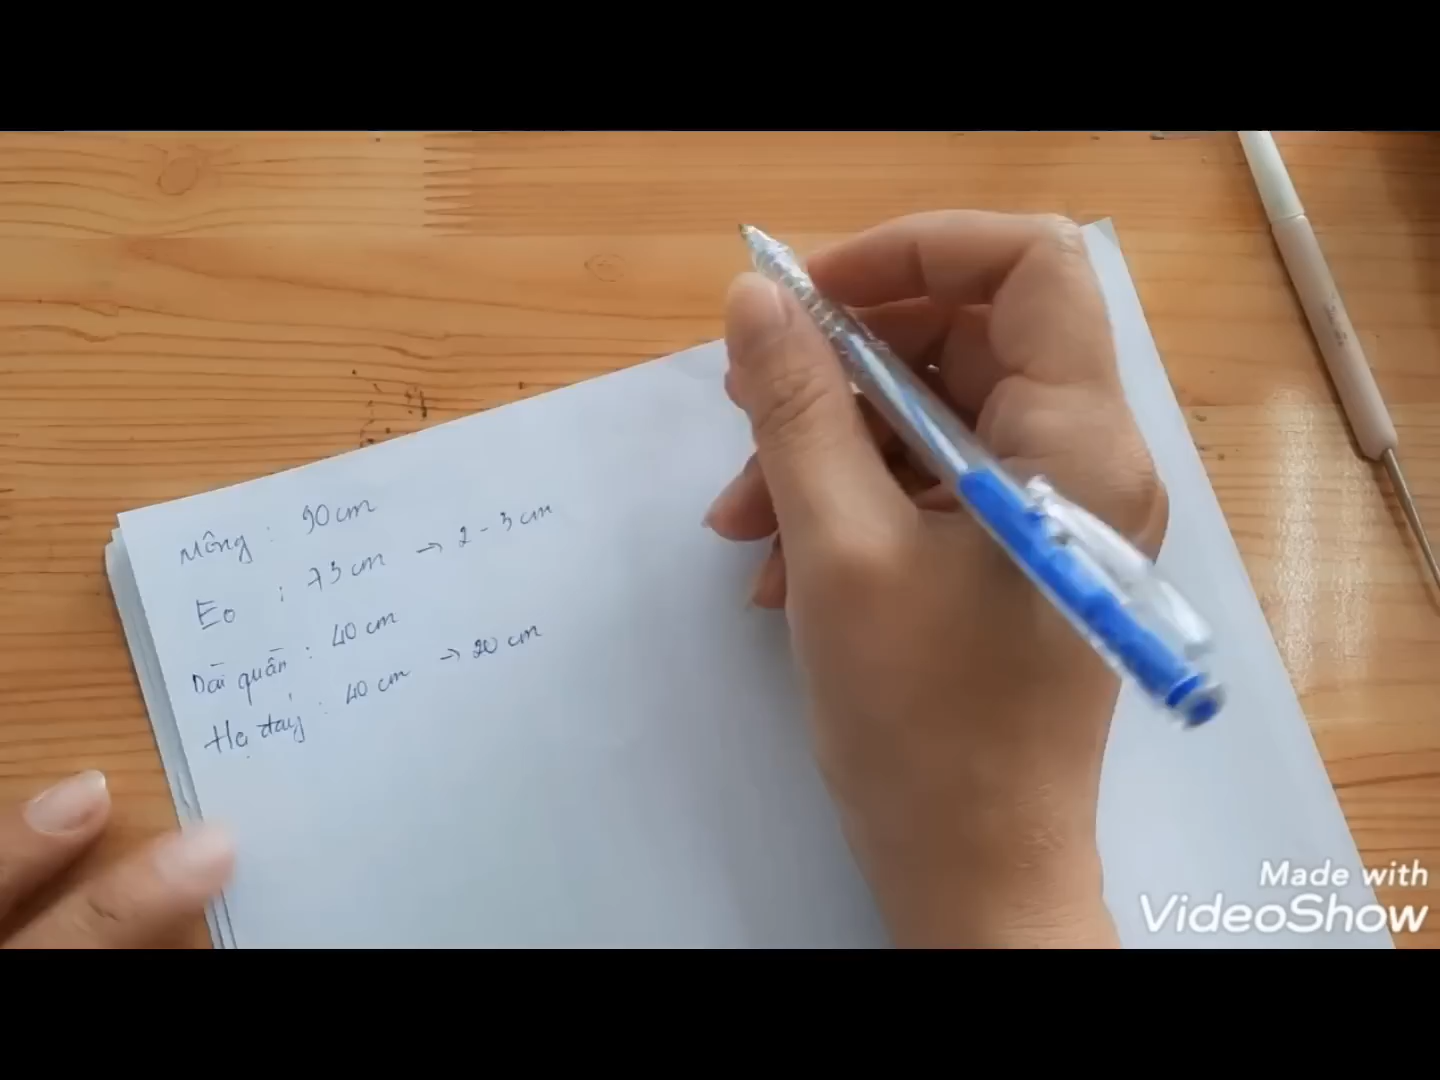 Mông : 90 cm
Eo : 73 cm → 2 - 3 cm
Dài quần : 40 cm
Hạ đáy : 40 cm → 20 cm
Made with
VideoShow